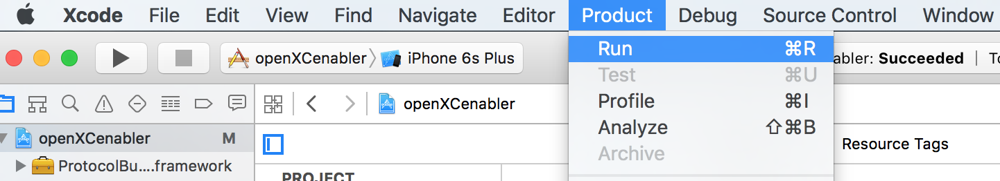 Xcode File Edit View Find Navigate Editor Product Debug Source Control Window
openXCenabler iPhone 6s Plus
Run ⌘R
abler: Succeeded
Test ⌘U
Profile ⌘I
openXCenabler
Analyze ⇧⌘B
Archive
openXCenabler M
Resource Tags
ProtocolBu....framework
PROJECT